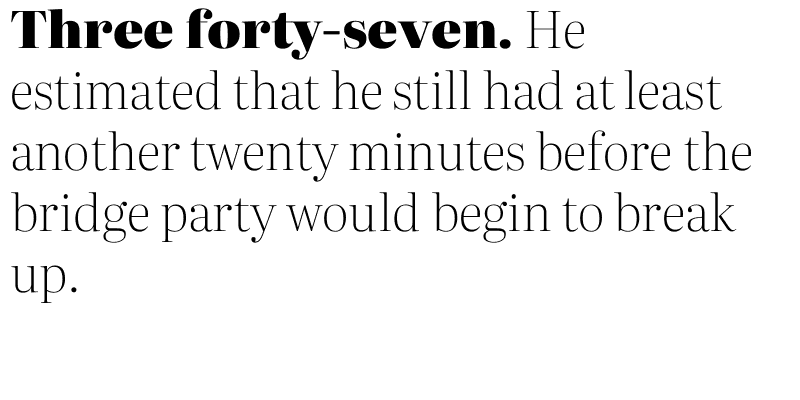 Three forty-seven. He
estimated that he still had at least
another twenty minutes before the
bridge party would begin to break
up.